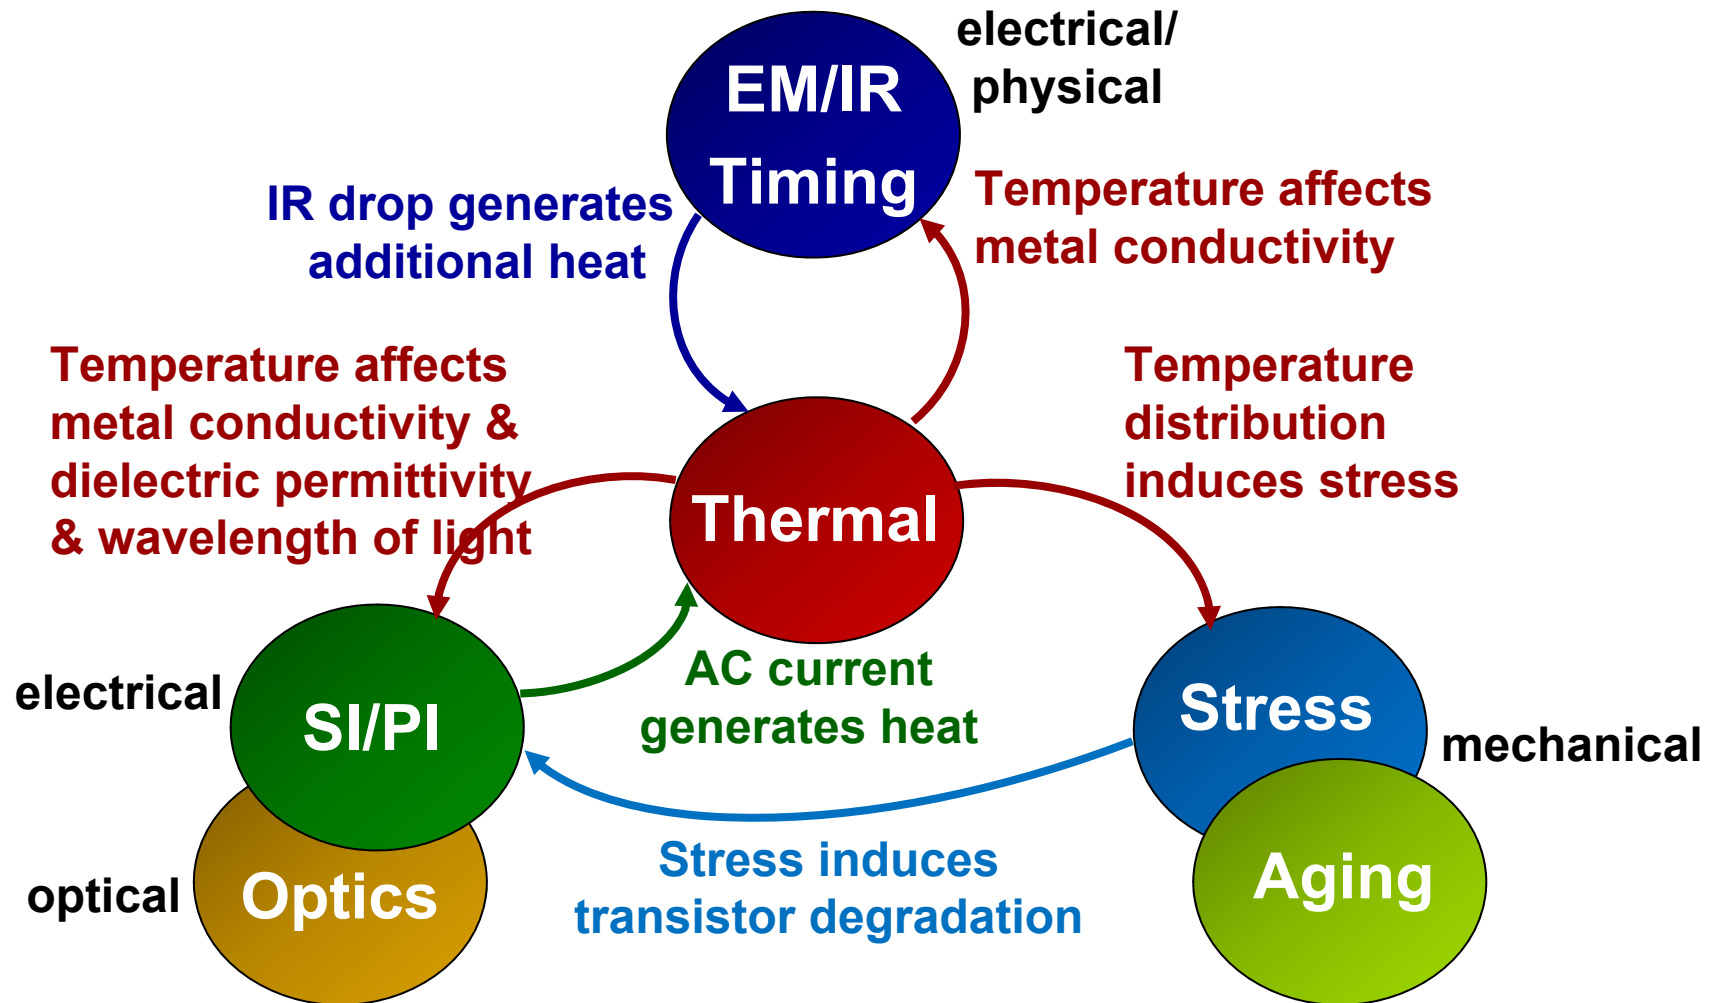 electrical/
physical
EM/IR
Timing
IR drop generates
additional heat
Temperature affects
metal conductivity
Temperature affects
metal conductivity &
dielectric permittivity
& wavelength of light
Temperature
distribution
induces stress
Thermal
electrical
SI/PI
AC current
generates heat
Stress
mechanical
optical
Optics
Stress induces
transistor degradation
Aging